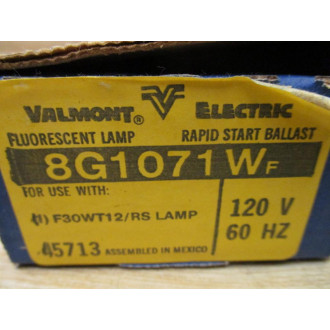 VALMONT® ELECTRIC
FLUORESCENT LAMP RAPID START BALLAST
8G1071WF
FOR USE WITH:
(1) F30WT12/RS LAMP
120 V
60 HZ
45713 ASSEMBLED IN MEXICO